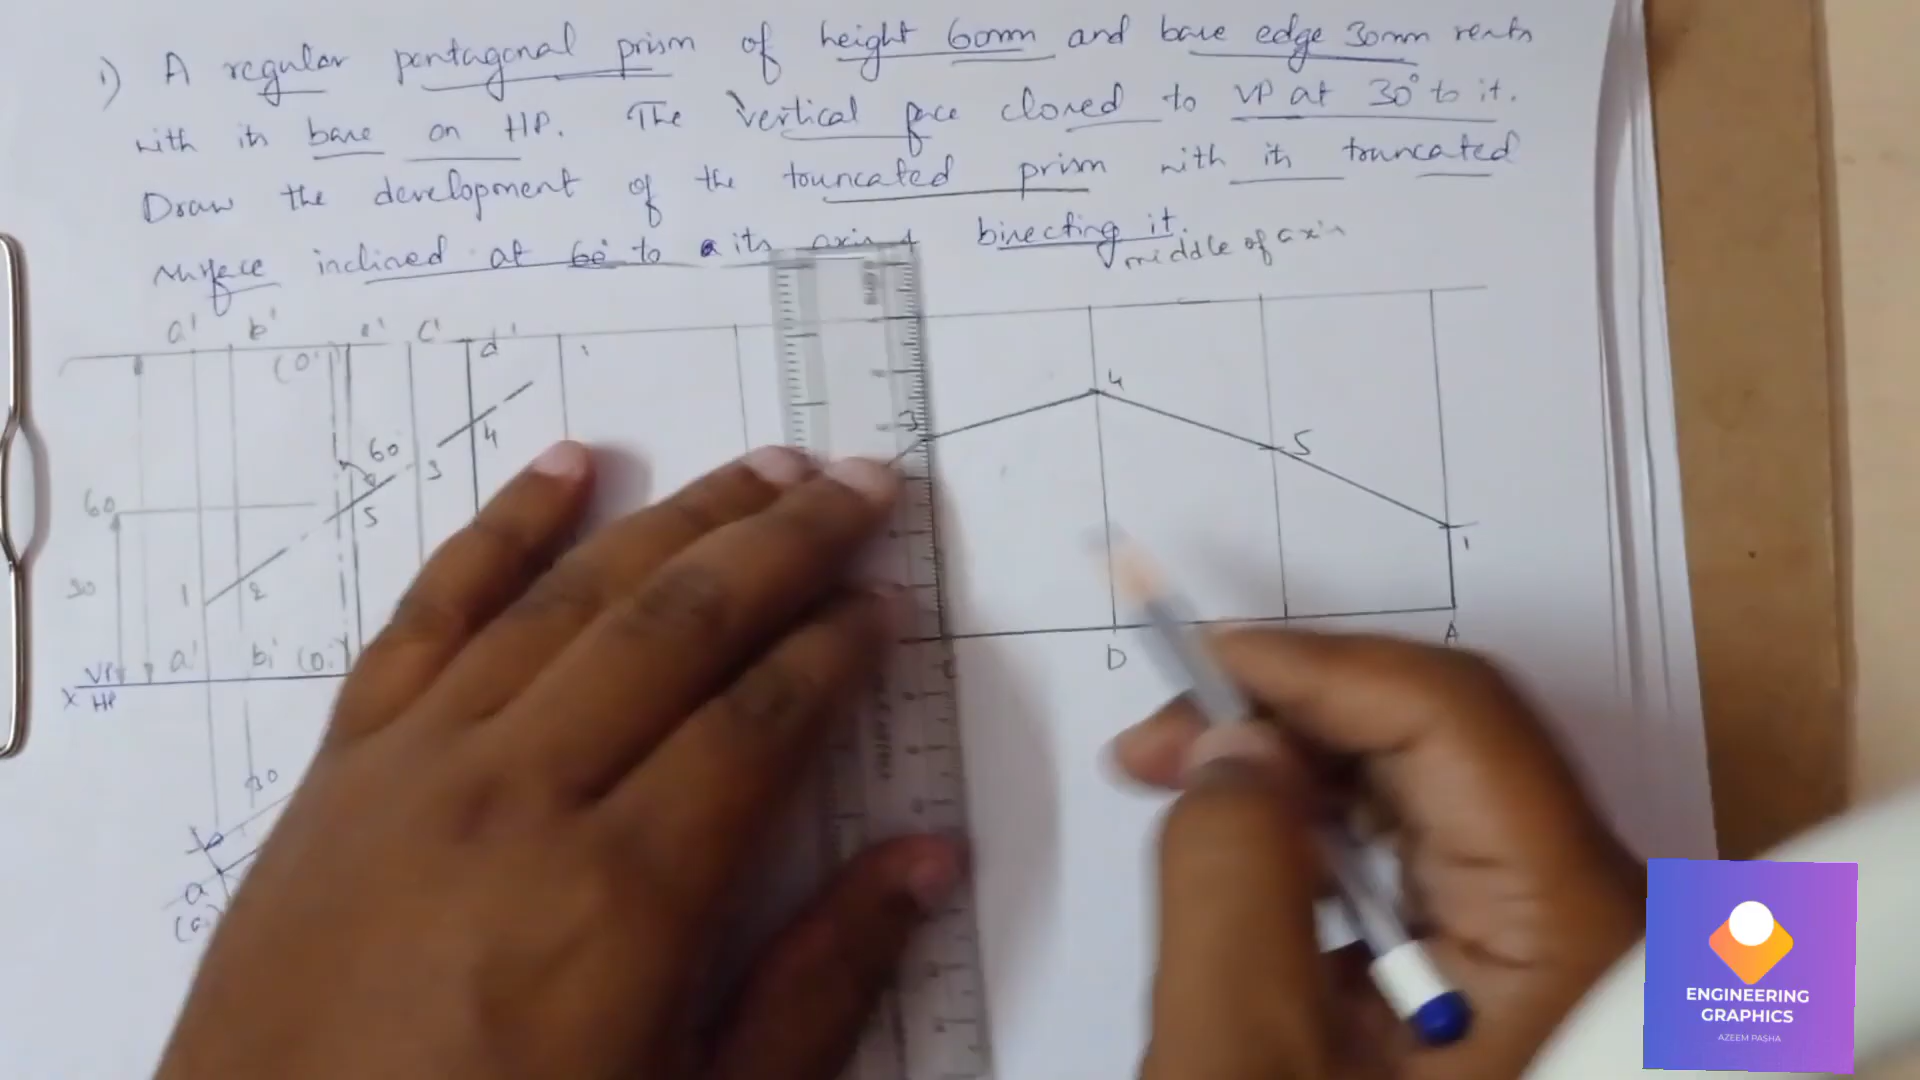 1) A regular pentagonal prism of height 60mm and base edge 30mm rests
with its base on HP. The Vertical face closed to VP at 30° to it.
Draw the development of the truncated prism with its truncated
surface inclined at 60° to its axis & bisecting it.
middle of axis
a' b' e' c' d'
(o')
4
60 3 4 3 5
60 5 1
30 1 2
a' b1' (o1') D A
X VP
HP
30
a
ENGINEERING
GRAPHICS
AZEEM PASHA